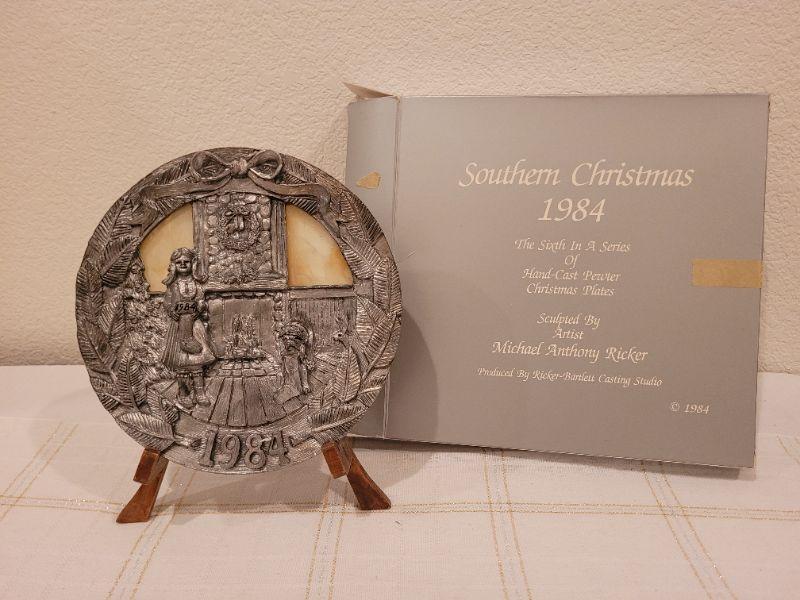 1984
1984
Southern Christmas
1984
The Sixth In A Series
Of
Hand-Cast Pewter
Christmas Plates
Sculpted By
Artist
Michael Anthony Ricker
Produced By Ricker-Bartlett Casting Studio
© 1984